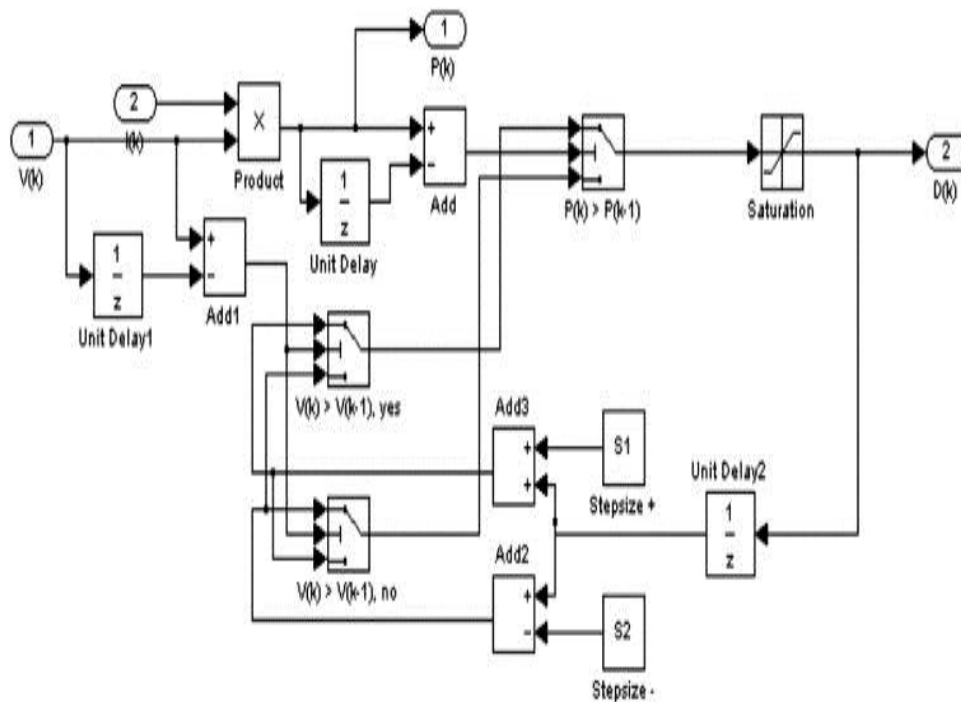 1
P(k)
2
I(k)
1
V(k)
×
Product
+
−
Add
P(k) > P(k-1)
Saturation
2
D(k)
1
z
Unit Delay
1
z
Unit Delay1
+
−
Add1
V(k) > V(k-1), yes
Add3
+
+
S1
Stepsize +
Unit Delay2
1
z
V(k) > V(k-1), no
Add2
+
−
S2
Stepsize -